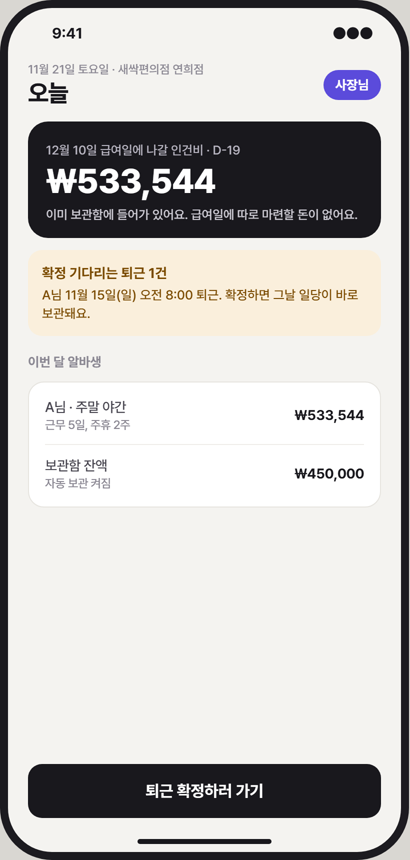 9:41
11월 21일 토요일 · 새싹편의점 연희점
오늘
사장님
12월 10일 급여일에 나갈 인건비 · D-19
₩533,544
이미 보관함에 들어가 있어요. 급여일에 따로 마련할 돈이 없어요.
확정 기다리는 퇴근 1건
A님 11월 15일(일) 오전 8:00 퇴근. 확정하면 그날 일당이 바로
보관돼요.
이번 달 알바생
A님 · 주말 야간
₩533,544
근무 5일, 주휴 2주
보관함 잔액
₩450,000
자동 보관 켜짐
퇴근 확정하러 가기